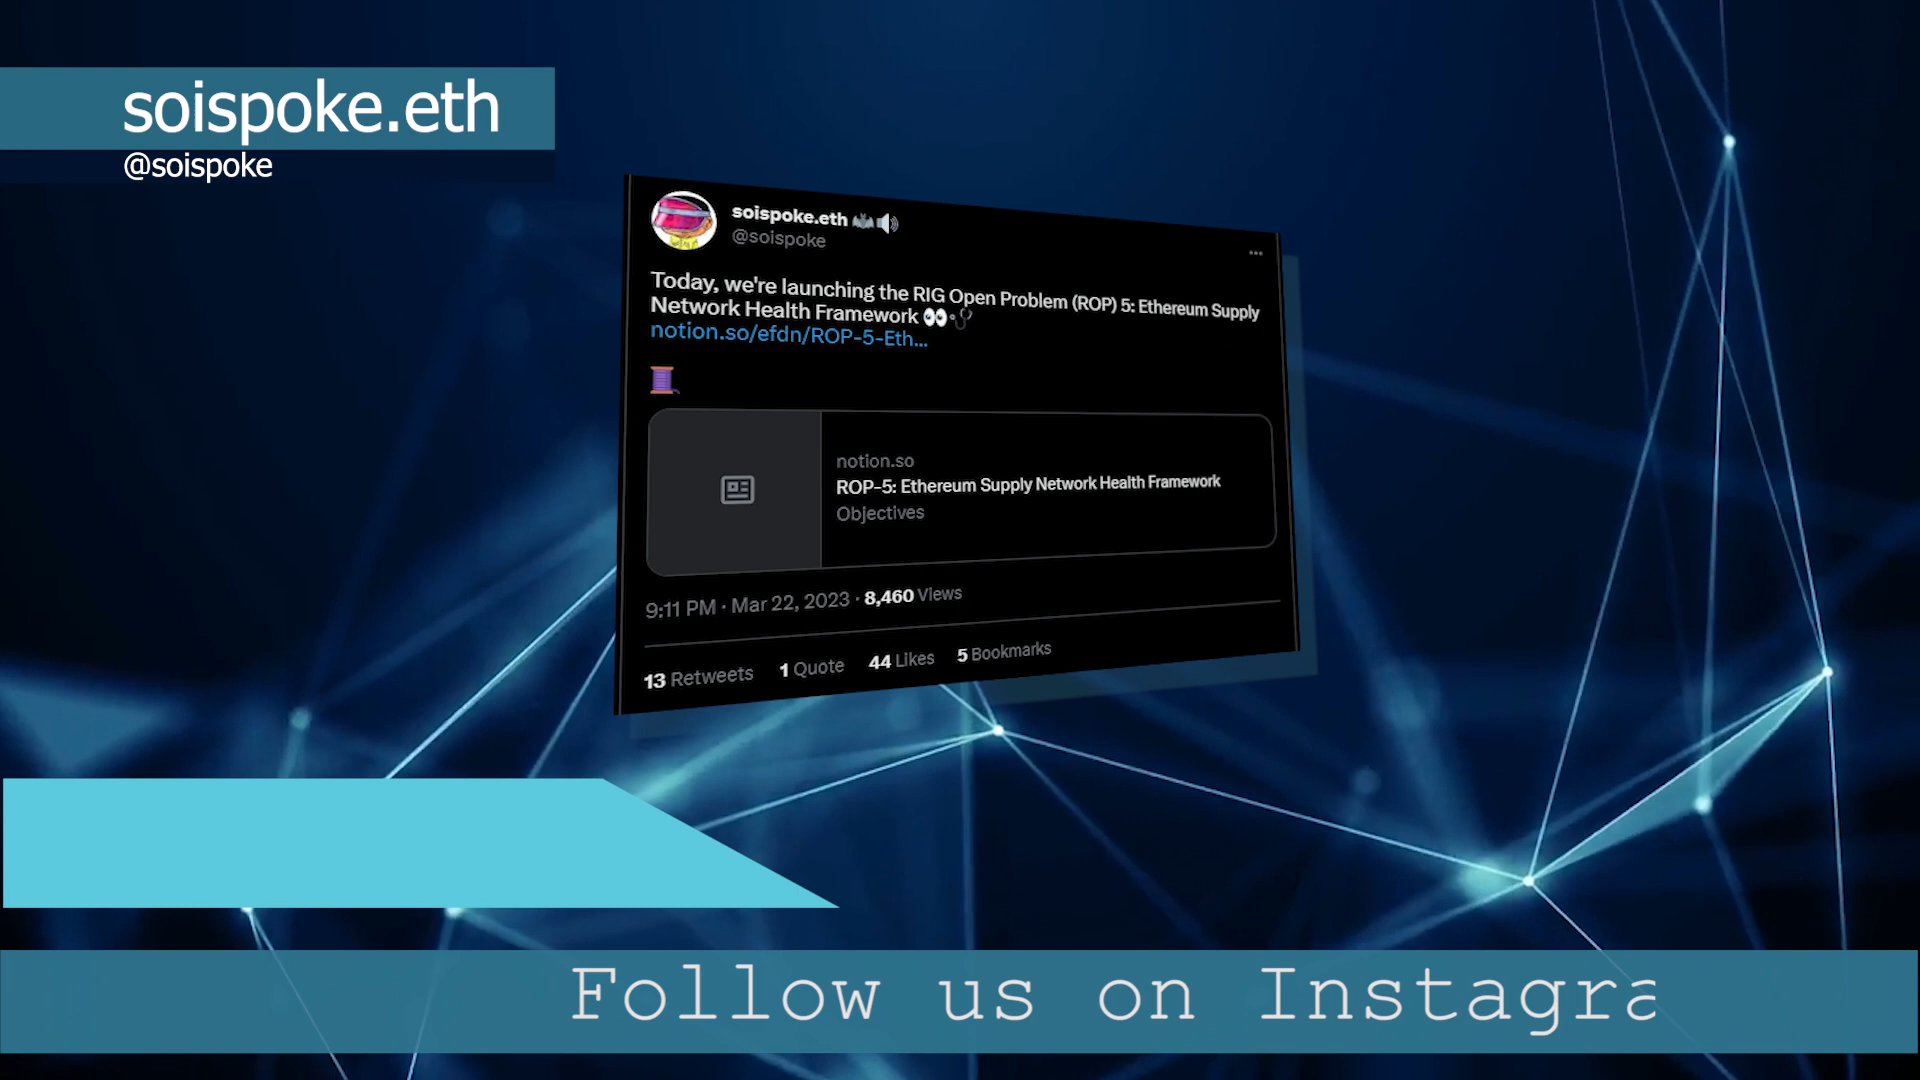 soispoke.eth
@soispoke
soispoke.eth
@soispoke
Today, we're launching the RIG Open Problem (ROP) 5: Ethereum Supply
Network Health Framework
notion.so/efdn/ROP-5-Eth...
notion.so
ROP-5: Ethereum Supply Network Health Framework
Objectives
9:11 PM · Mar 22, 2023 · 8,460 Views
13 Retweets 1 Quote 44 Likes 5 Bookmarks
Follow us on Instagra